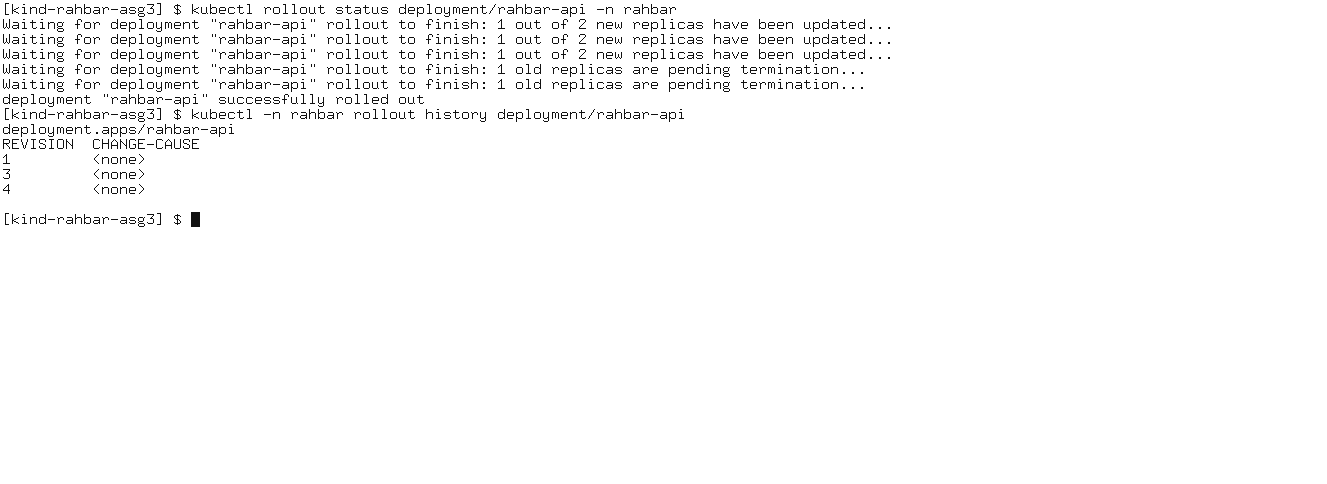 [kind-rahbar-asg3] $ kubectl rollout status deployment/rahbar-api -n rahbar
Waiting for deployment "rahbar-api" rollout to finish: 1 out of 2 new replicas have been updated...
Waiting for deployment "rahbar-api" rollout to finish: 1 out of 2 new replicas have been updated...
Waiting for deployment "rahbar-api" rollout to finish: 1 out of 2 new replicas have been updated...
Waiting for deployment "rahbar-api" rollout to finish: 1 old replicas are pending termination...
Waiting for deployment "rahbar-api" rollout to finish: 1 old replicas are pending termination...
deployment "rahbar-api" successfully rolled out
[kind-rahbar-asg3] $ kubectl -n rahbar rollout history deployment/rahbar-api
deployment.apps/rahbar-api
REVISION  CHANGE-CAUSE
1         <none>
3         <none>
4         <none>

[kind-rahbar-asg3] $